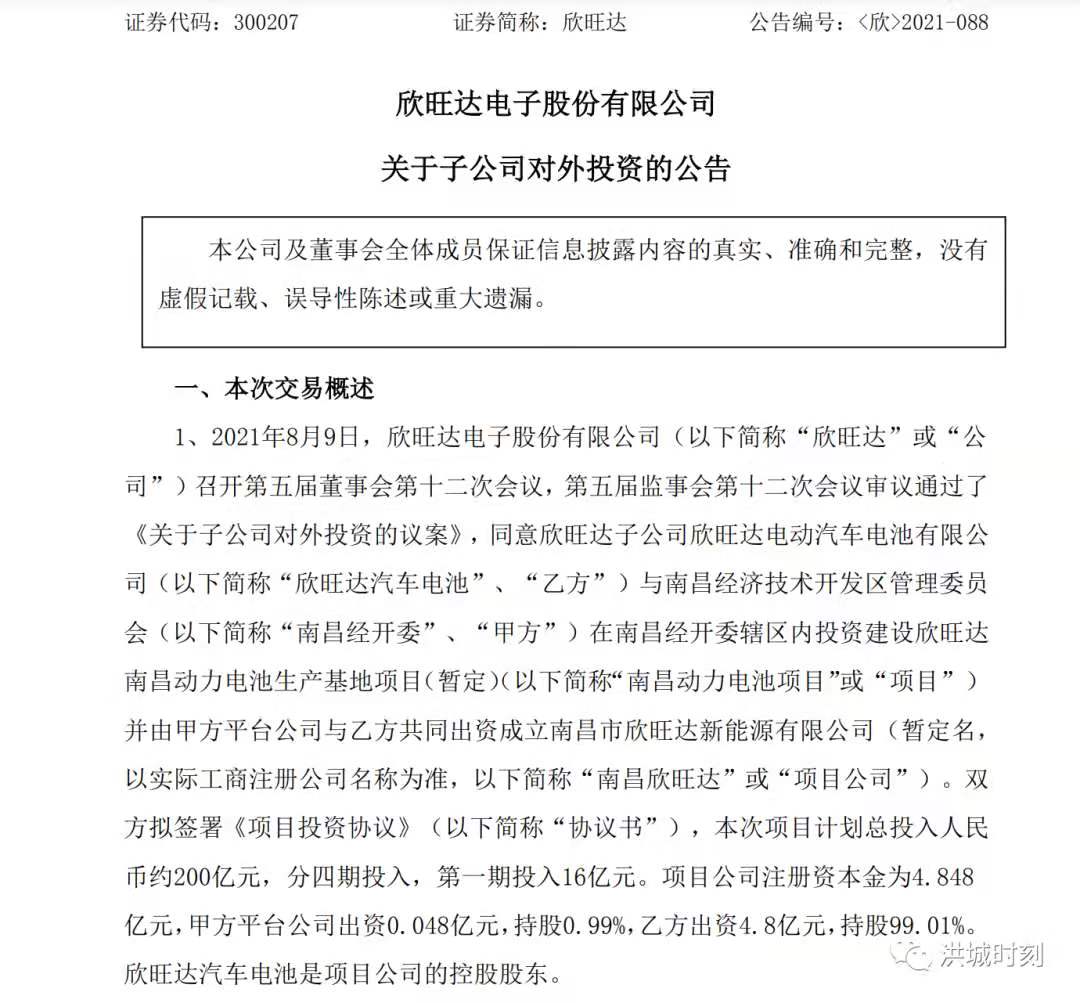 证券代码：300207 证券简称：欣旺达 公告编号：<欣>2021-088
欣旺达电子股份有限公司
关于子公司对外投资的公告
本公司及董事会全体成员保证信息披露内容的真实、准确和完整，没有
虚假记载、误导性陈述或重大遗漏。
一、本次交易概述
1、2021年8月9日，欣旺达电子股份有限公司（以下简称“欣旺达”或“公
司”）召开第五届董事会第十二次会议，第五届监事会第十二次会议审议通过了
《关于子公司对外投资的议案》，同意欣旺达子公司欣旺达电动汽车电池有限公
司（以下简称“欣旺达汽车电池”、“乙方”）与南昌经济技术开发区管理委员
会（以下简称“南昌经开委”、“甲方”）在南昌经开委辖区内投资建设欣旺达
南昌动力电池生产基地项目（暂定）（以下简称“南昌动力电池项目”或“项目”）
并由甲方平台公司与乙方共同出资成立南昌市欣旺达新能源有限公司（暂定名，
以实际工商注册公司名称为准，以下简称“南昌欣旺达”或“项目公司”）。双
方拟签署《项目投资协议》（以下简称“协议书”），本次项目计划总投入人民
币约200亿元，分四期投入，第一期投入16亿元。项目公司注册资本金为4.848
亿元，甲方平台公司出资0.048亿元，持股0.99%，乙方出资4.8亿元，持股99.01%。
欣旺达汽车电池是项目公司的控股股东。
洪城时刻